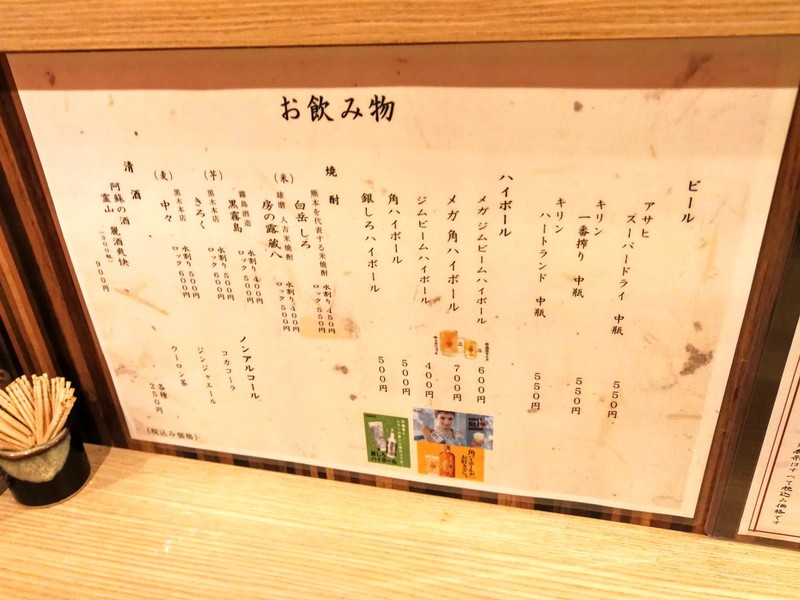 お飲み物
ビール
アサヒ
スーパードライ 中瓶 550円
キリン
一番搾り 中瓶 550円
キリン
ハートランド 中瓶 550円
ハイボール
メガ ジムビームハイボール 600円
メガ 角ハイボール 700円
ジムビームハイボール 400円
角ハイボール 500円
銀しろハイボール 500円
焼酎
熊本を代表する米焼酎
白岳 しろ
水割り 450円
ロック 550円
(米)
球磨 人吉米焼酎
房の露 蔵八
水割り 400円
ロック 500円
霧島酒造
黒霧島
水割り 400円
ロック 500円
(芋)
黒木本店
きろく
水割り 500円
ロック 600円
(麦)
黒木本店
中々
水割り 500円
ロック 600円
清酒
阿蘇の酒 麗酒爽快
霊山 (300㎖) 900円
ノンアルコール
コカコーラ
ジンジャエール
ウーロン茶
各種
250円
(税込み価格)